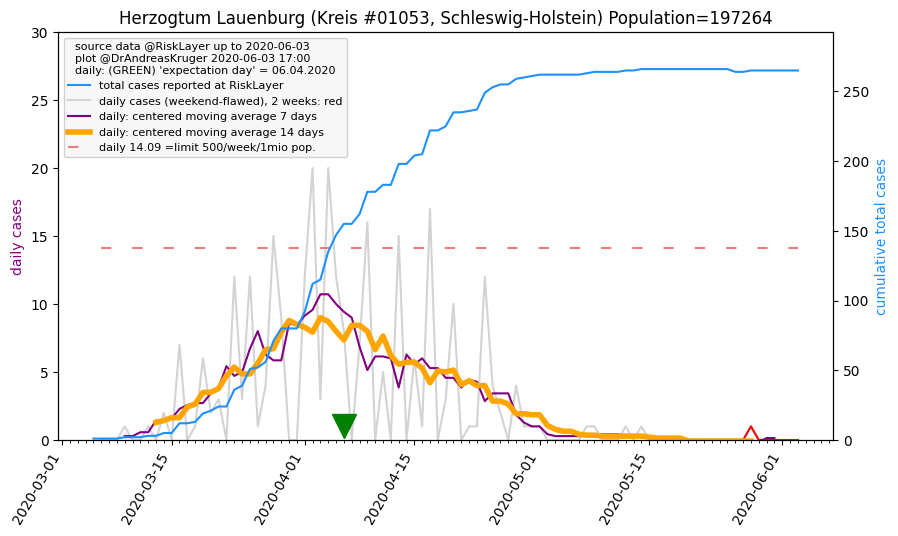 Herzogtum Lauenburg (Kreis #01053, Schleswig-Holstein) Population=197264
source data @RiskLayer up to 2020-06-03
plot @DrAndreasKruger 2020-06-03 17:00
daily: (GREEN) 'expectation day' = 06.04.2020
total cases reported at RiskLayer
daily cases (weekend-flawed), 2 weeks: red
daily: centered moving average 7 days
daily: centered moving average 14 days
daily 14.09 =limit 500/week/1mio pop.
daily cases
30
25
20
15
10
5
0
cumulative total cases
250
200
150
100
50
0
2020-03-01
2020-03-15
2020-04-01
2020-04-15
2020-05-01
2020-05-15
2020-06-01